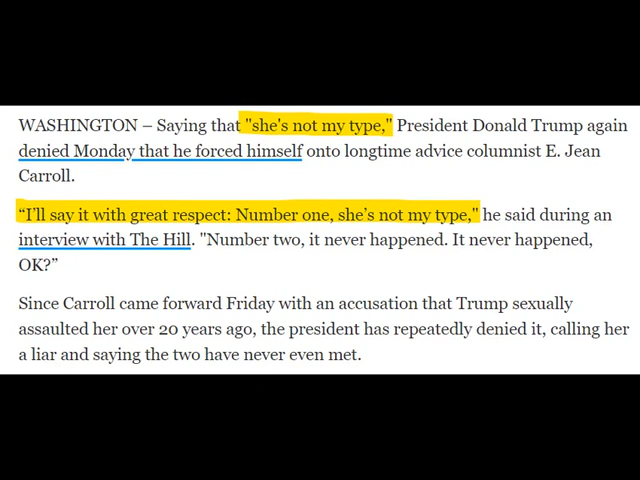 WASHINGTON – Saying that "she's not my type," President Donald Trump again
denied Monday that he forced himself onto longtime advice columnist E. Jean
Carroll.
“I’ll say it with great respect: Number one, she’s not my type," he said during an
interview with The Hill. "Number two, it never happened. It never happened,
OK?”
Since Carroll came forward Friday with an accusation that Trump sexually
assaulted her over 20 years ago, the president has repeatedly denied it, calling her
a liar and saying the two have never even met.